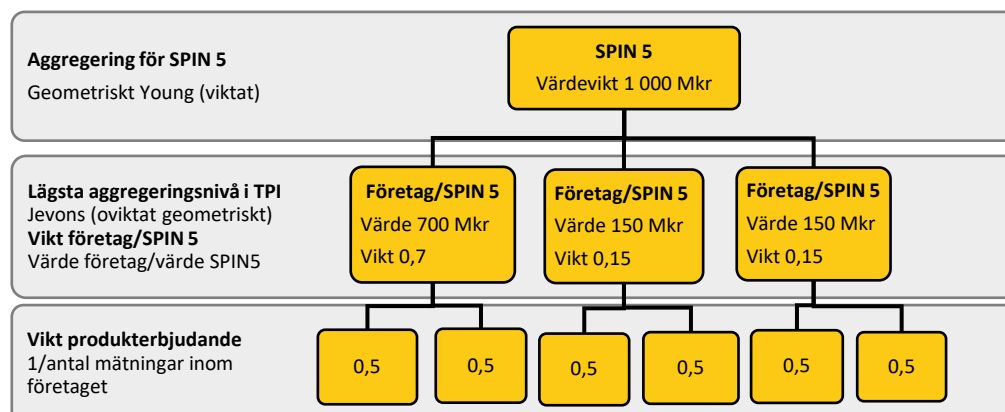 Aggregering för SPIN 5
Geometriskt Young (viktat)
SPIN 5
Värdevikt 1 000 Mkr
Lägsta aggregeringsnivå i TPI
Jevons (oviktat geometriskt)
Vikt företag/SPIN 5
Värde företag/värde SPIN5
Företag/SPIN 5
Värde 700 Mkr
Vikt 0,7
Företag/SPIN 5
Värde 150 Mkr
Vikt 0,15
Företag/SPIN 5
Värde 150 Mkr
Vikt 0,15
Vikt produkterbjudande
1/antal mätningar inom
företaget
0,5
0,5
0,5
0,5
0,5
0,5